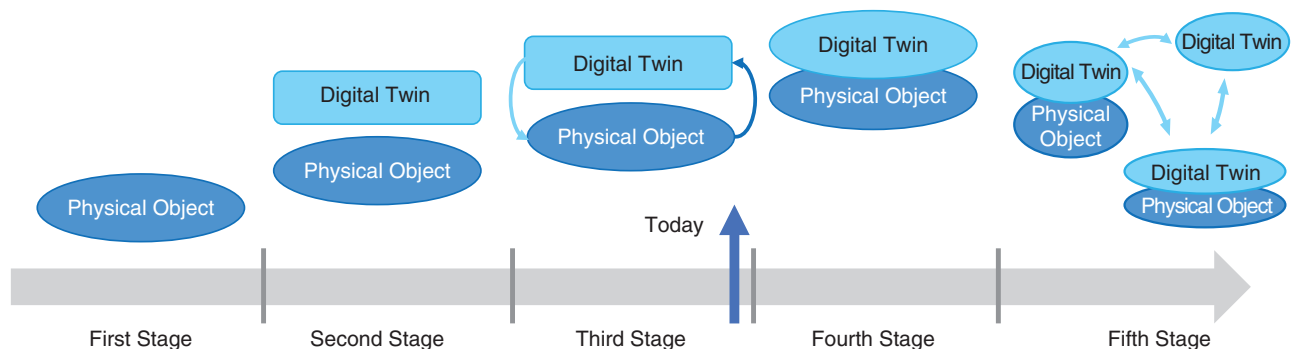 Physical Object
Digital Twin
Physical Object
Digital Twin
Physical Object
Digital Twin
Physical Object
Digital Twin
Digital Twin
Physical
Object
Digital Twin
Physical Object
Today
First Stage
Second Stage
Third Stage
Fourth Stage
Fifth Stage